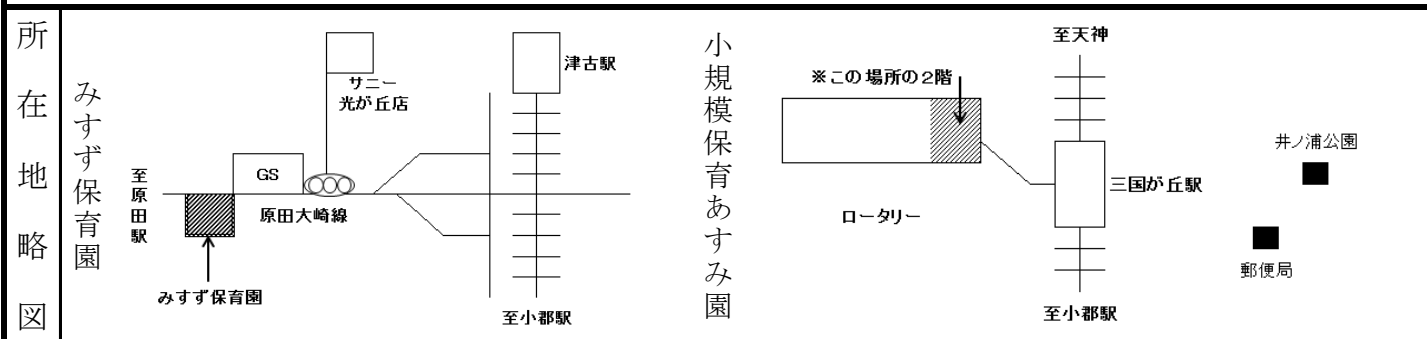 所在地略図
みすず保育園
サニー
光が丘店
津古駅
GS
至原田駅
原田大崎線
みすず保育園
至小郡駅
小規模保育あすみ園
至天神
※この場所の2階
三国が丘駅
ロータリー
至小郡駅
井ノ浦公園
郵便局